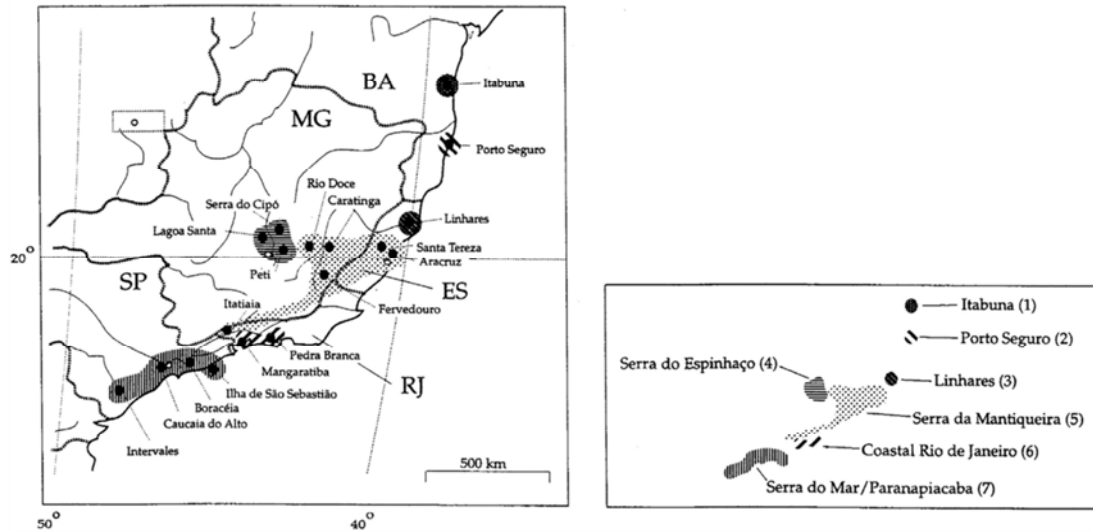 BA
Itabuna
MG
Porto Seguro
Rio Doce
Caratinga
Serra do Cipó
Linhares
Lagoa Santa
Santa Tereza
20°
Aracruz
Peti
SP
ES
Itatiaia
Fervedouro
Pedra Branca
Mangaratiba
RJ
Ilha de São Sebastião
Boracéia
Caucaia do Alto
Intervales
500 km
50°
40°
Itabuna (1)
Porto Seguro (2)
Serra do Espinhaço (4)
Linhares (3)
Serra da Mantiqueira (5)
Coastal Rio de Janeiro (6)
Serra do Mar/Paranapiacaba (7)